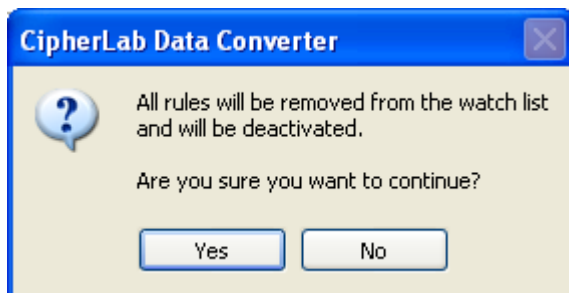 CipherLab Data Converter
All rules will be removed from the watch list
and will be deactivated.
Are you sure you want to continue?
Yes
No